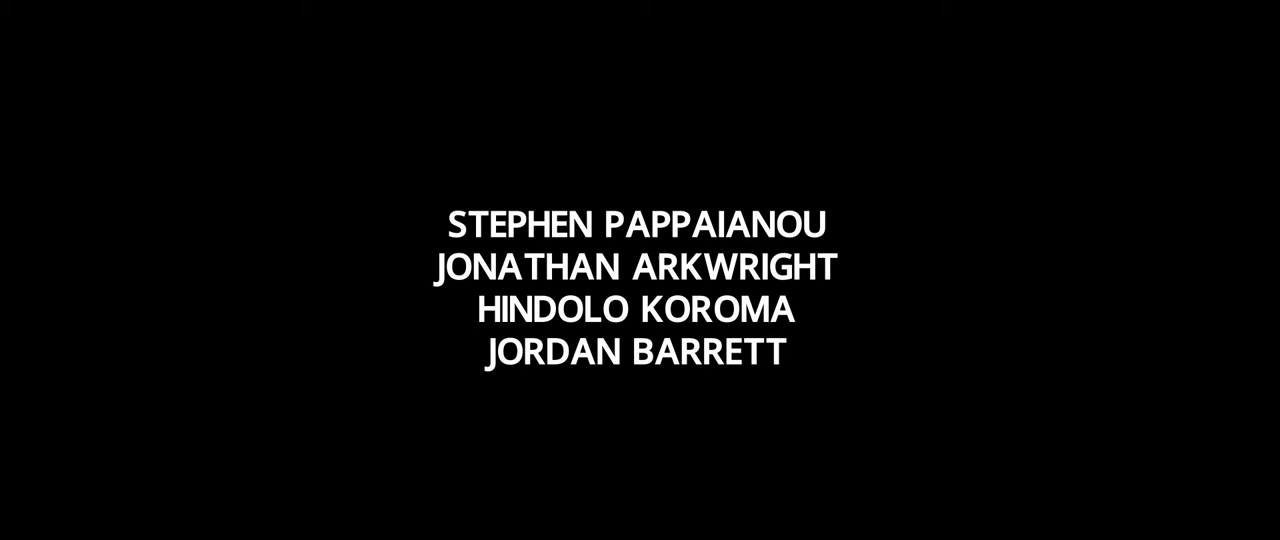 STEPHEN PAPPAIANOU
JONATHAN ARKWRIGHT
HINDOLO KOROMA
JORDAN BARRETT